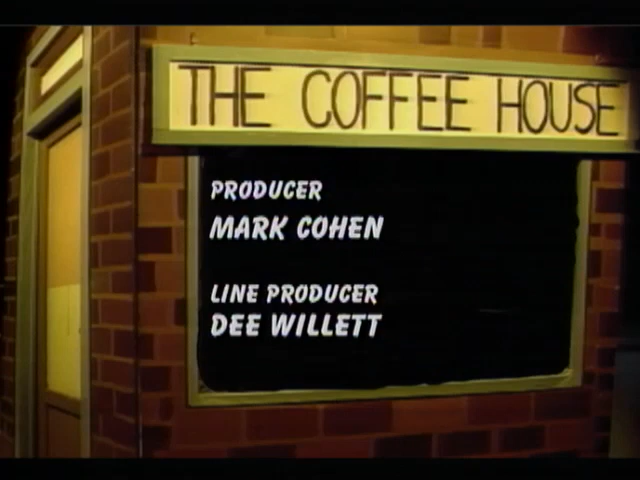 THE COFFEE HOUSE
PRODUCER
MARK COHEN
LINE PRODUCER
DEE WILLETT